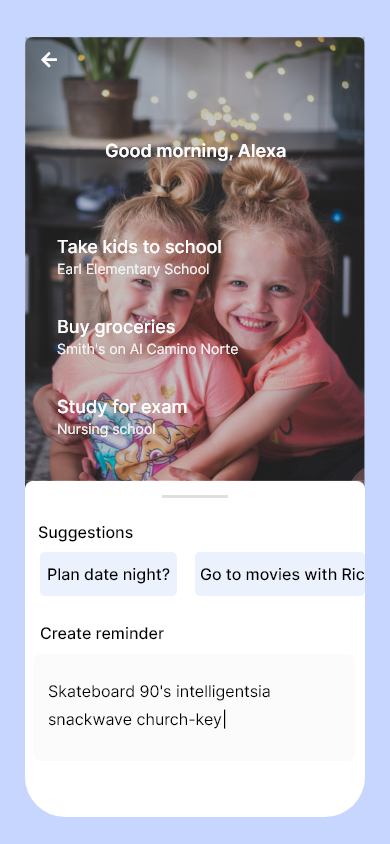 Good morning, Alexa
Take kids to school
Earl Elementary School
Buy groceries
Smith's on Al Camino Norte
Study for exam
Nursing school
Suggestions
Plan date night?
Go to movies with Ric
Create reminder
Skateboard 90's intelligentsia
snackwave church-key